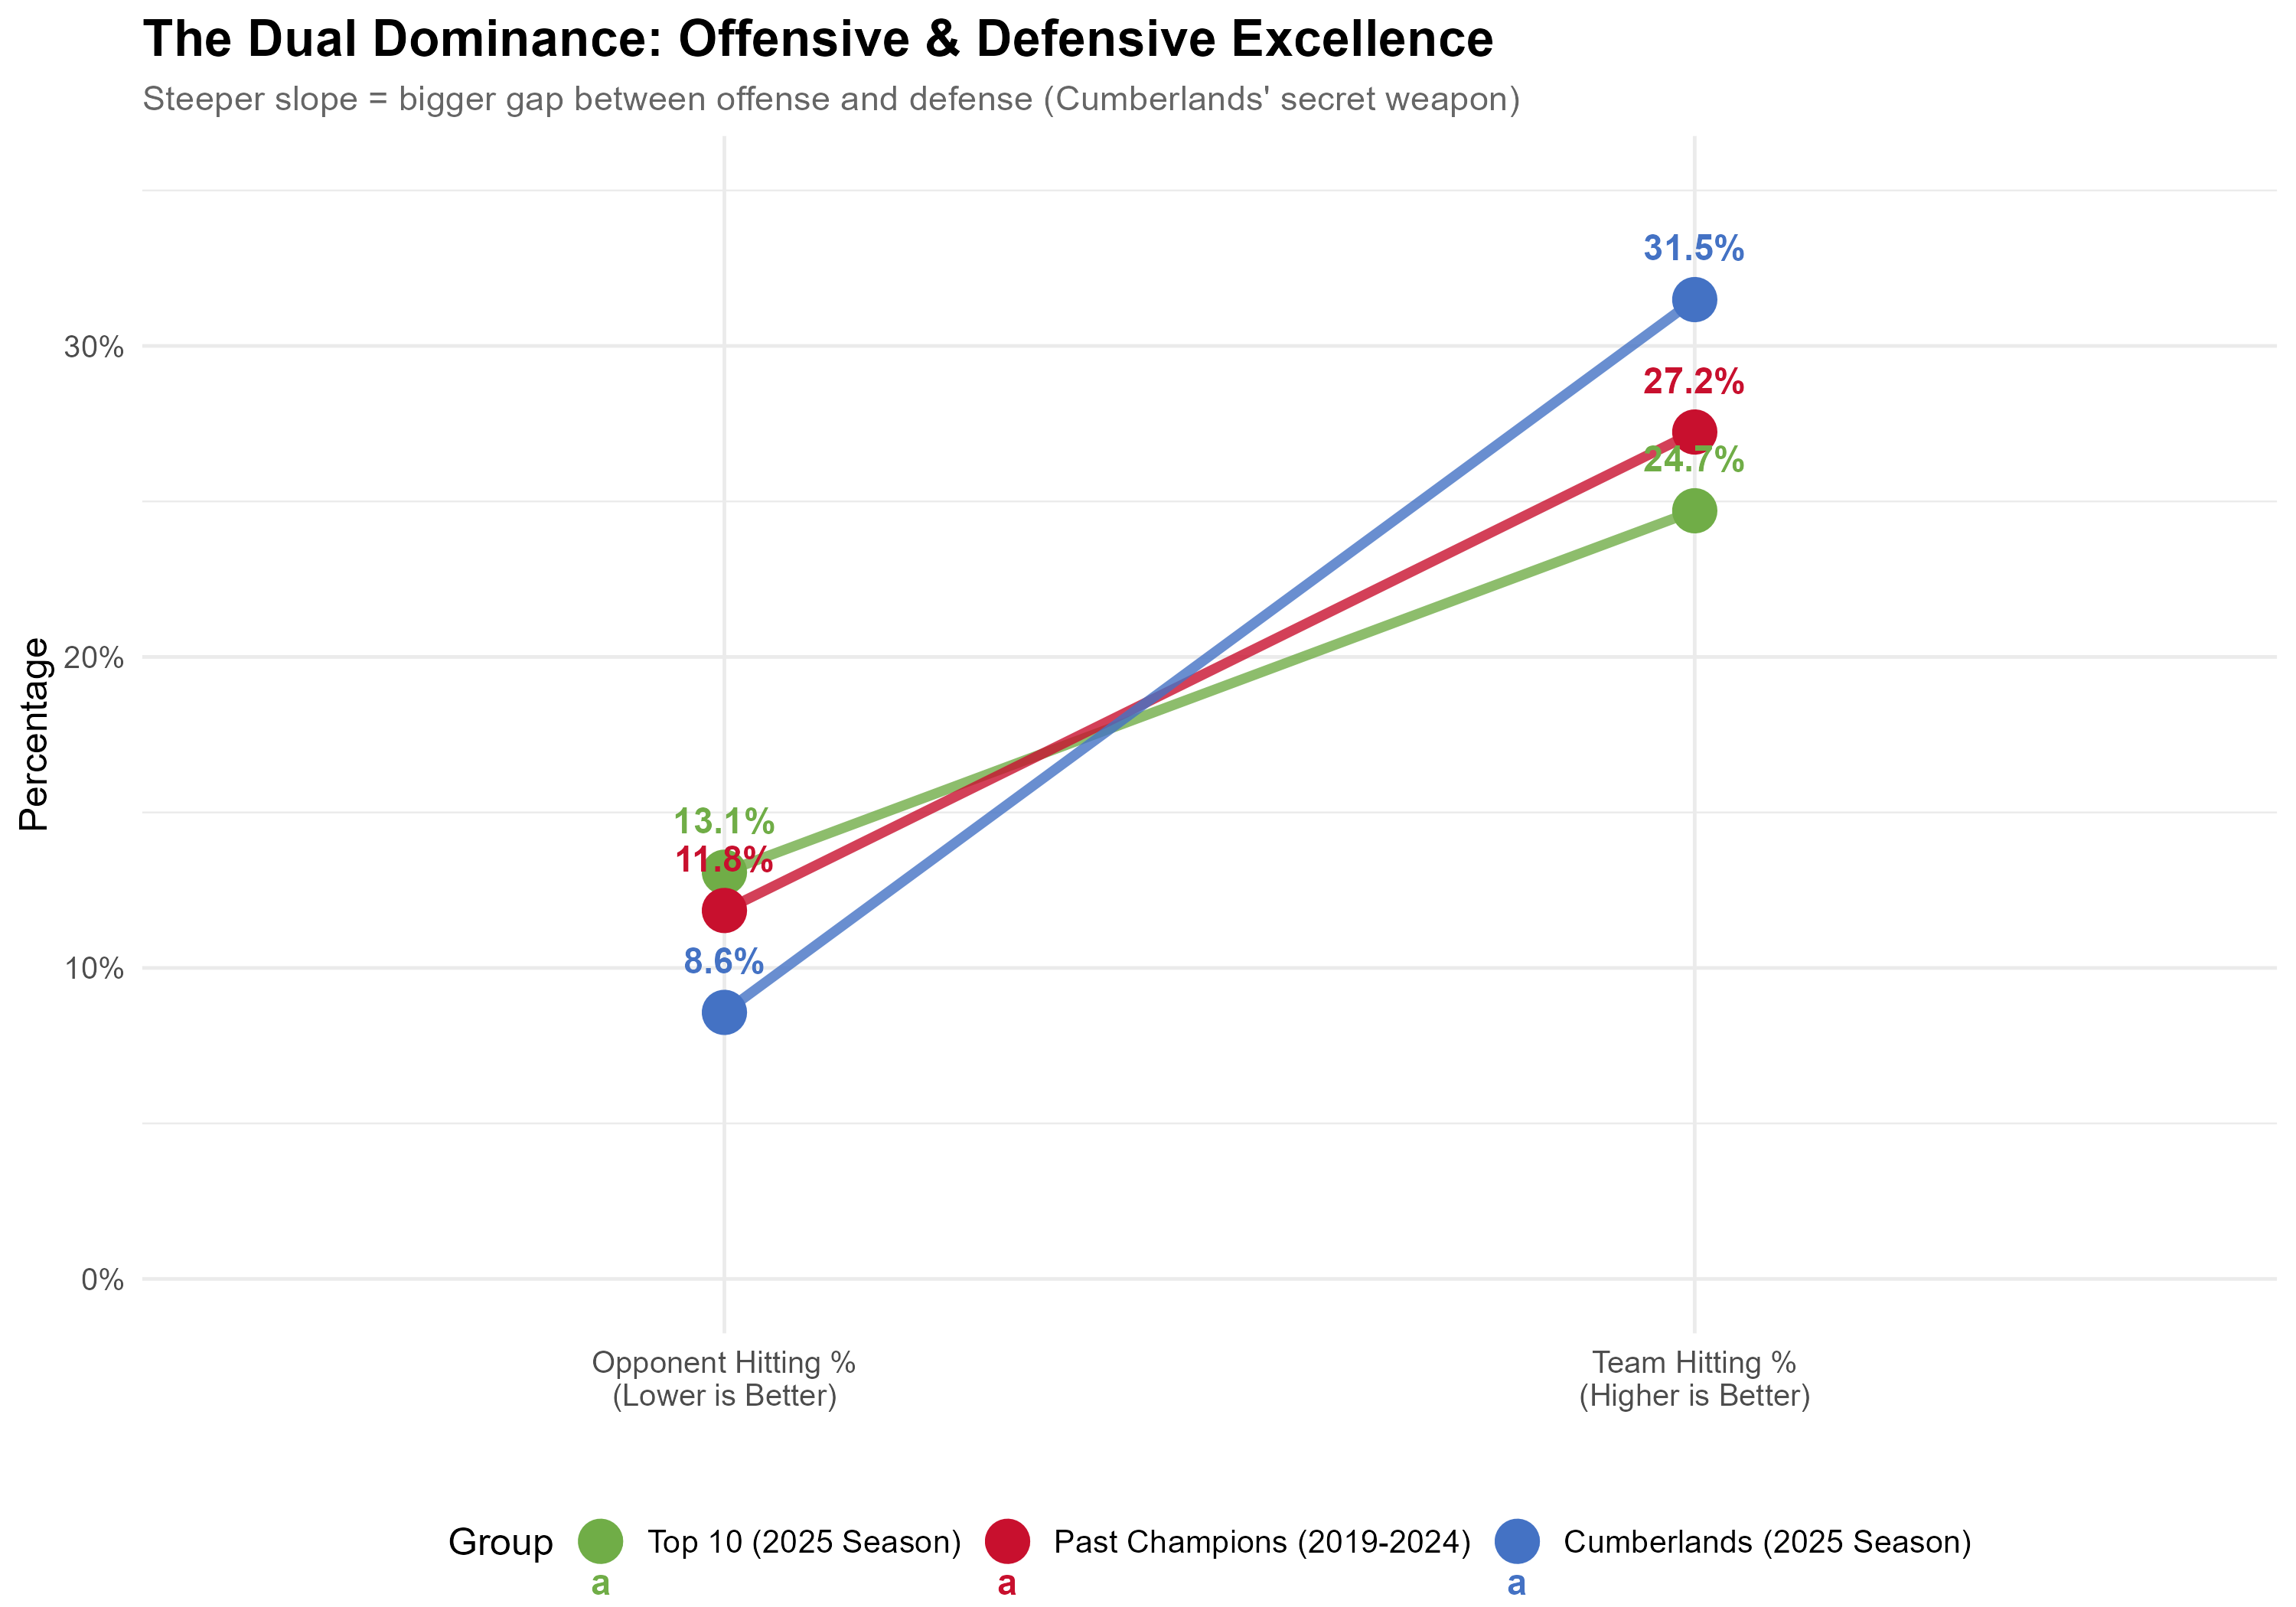 The Dual Dominance: Offensive & Defensive Excellence
Steeper slope = bigger gap between offense and defense (Cumberlands' secret weapon)
31.5%
30%
27.2%
24.7%
Percentage
20%
13.1%
11.8%
8.6%
10%
0%
Opponent Hitting %
(Lower is Better)
Team Hitting %
(Higher is Better)
Group
Top 10 (2025 Season)
Past Champions (2019-2024)
Cumberlands (2025 Season)
a
a
a